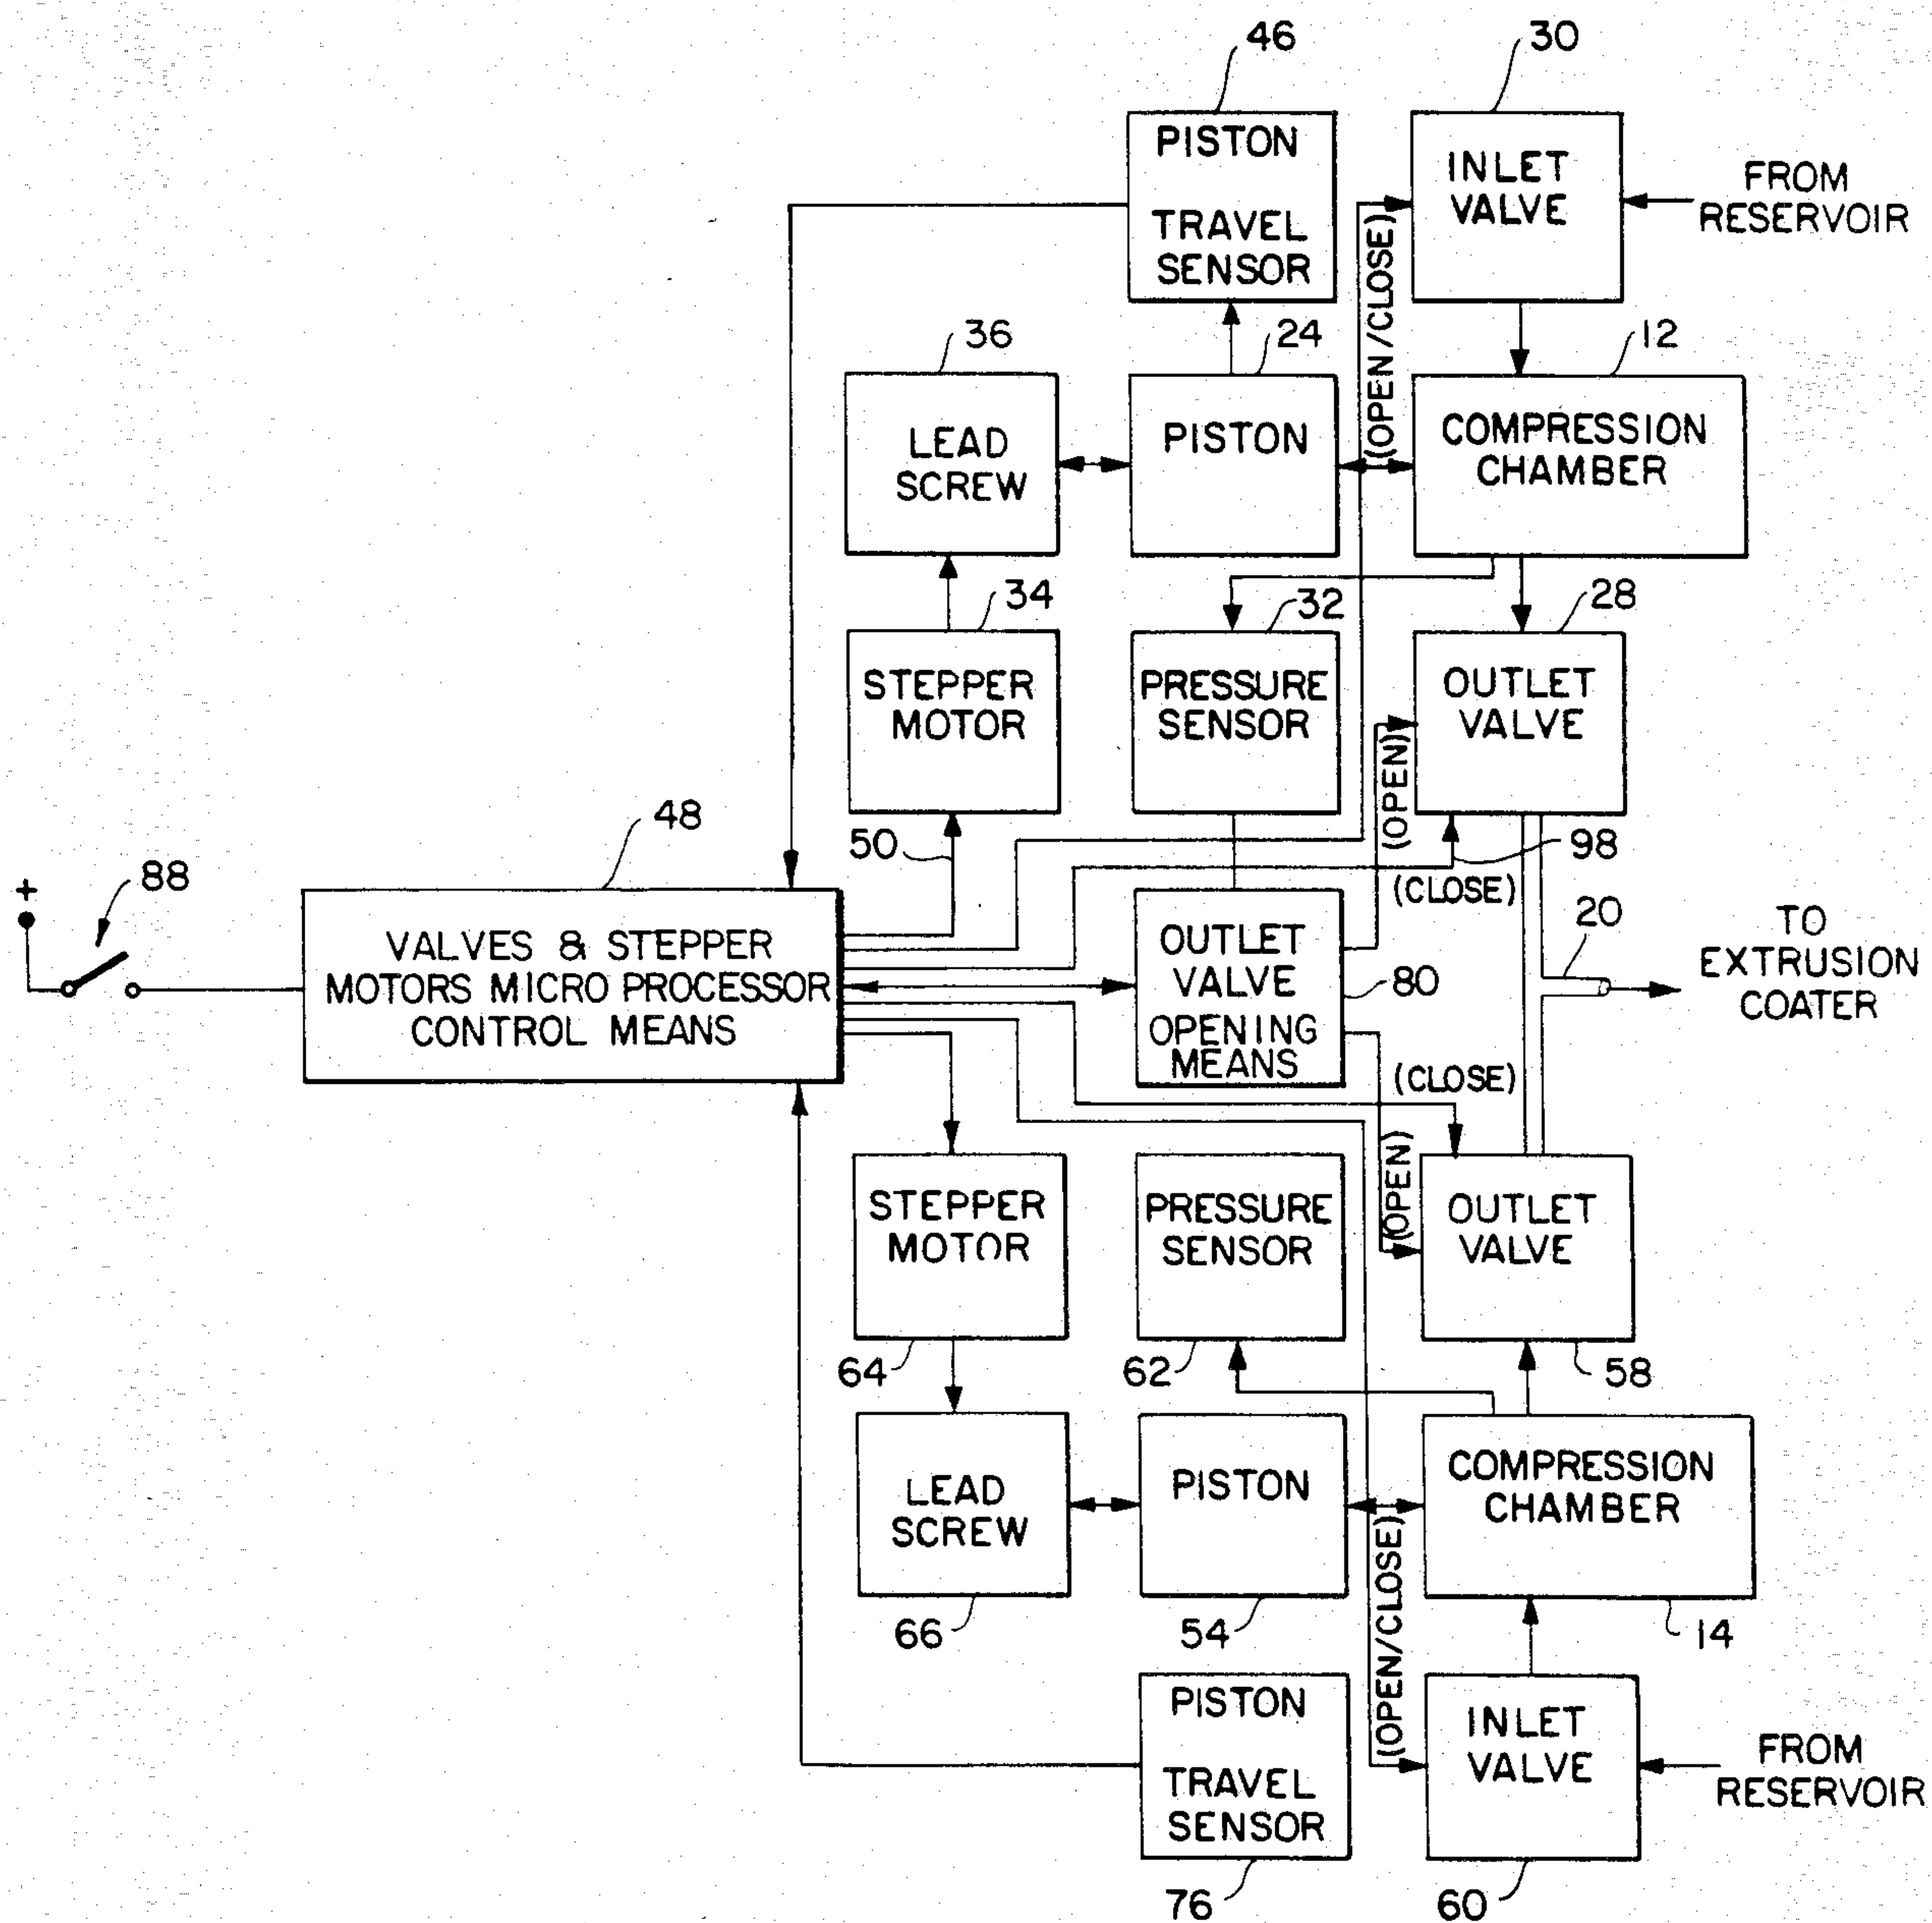 46
30
PISTON
TRAVEL
SENSOR
INLET
VALVE
FROM
RESERVOIR
(OPEN/CLOSE)
36
24
12
LEAD
SCREW
PISTON
COMPRESSION
CHAMBER
34
32
28
STEPPER
MOTOR
PRESSURE
SENSOR
OUTLET
VALVE
(OPEN)
48
50
98
(CLOSE)
+
88
VALVES & STEPPER
MOTORS MICRO PROCESSOR
CONTROL MEANS
OUTLET
VALVE
OPENING
MEANS
80
20
TO
EXTRUSION
COATER
(CLOSE)
(OPEN)
STEPPER
MOTOR
PRESSURE
SENSOR
OUTLET
VALVE
64
62
58
LEAD
SCREW
PISTON
COMPRESSION
CHAMBER
66
54
14
(OPEN/CLOSE)
PISTON
TRAVEL
SENSOR
INLET
VALVE
FROM
RESERVOIR
76
60